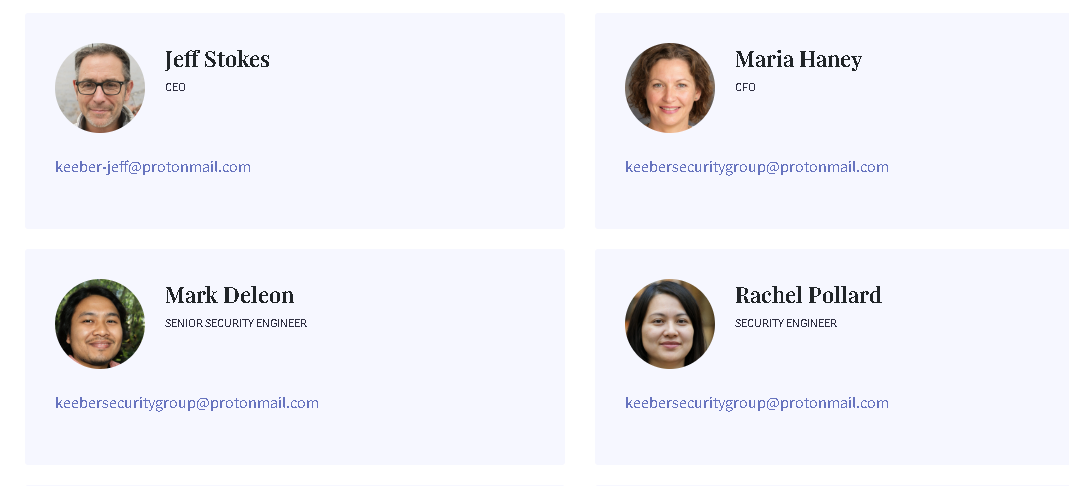 Jeff Stokes
CEO
keeber-jeff@protonmail.com
Maria Haney
CFO
keebersecuritygroup@protonmail.com
Mark Deleon
SENIOR SECURITY ENGINEER
keebersecuritygroup@protonmail.com
Rachel Pollard
SECURITY ENGINEER
keebersecuritygroup@protonmail.com